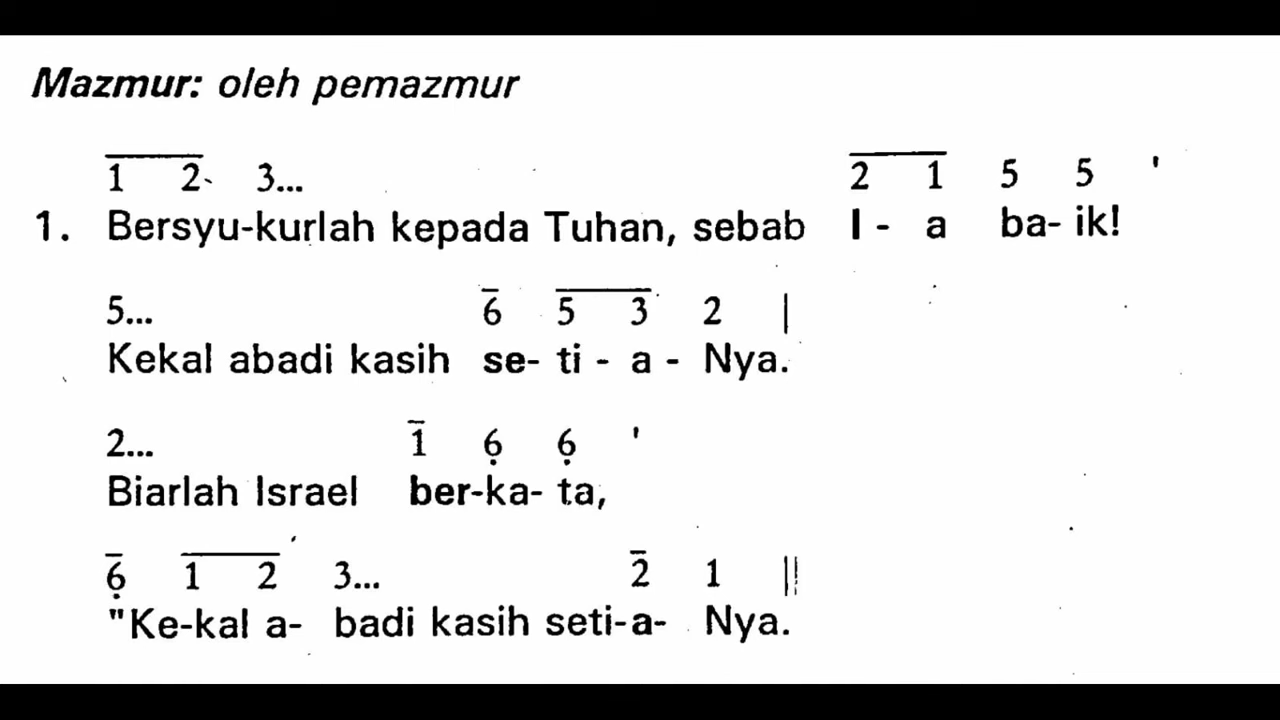 Mazmur: oleh pemazmur
1 2 3... 2 1 5 5 '
1. Bersyu-kurlah kepada Tuhan, sebab I - a ba- ik!
5... 6 5 3 2 |
Kekal abadi kasih se- ti - a - Nya.
2... 1 6̣ 6̣ '
Biarlah Israel ber-ka- ta,
6̣ 1 2 3... 2 1 ||
"Ke-kal a- badi kasih seti-a- Nya.